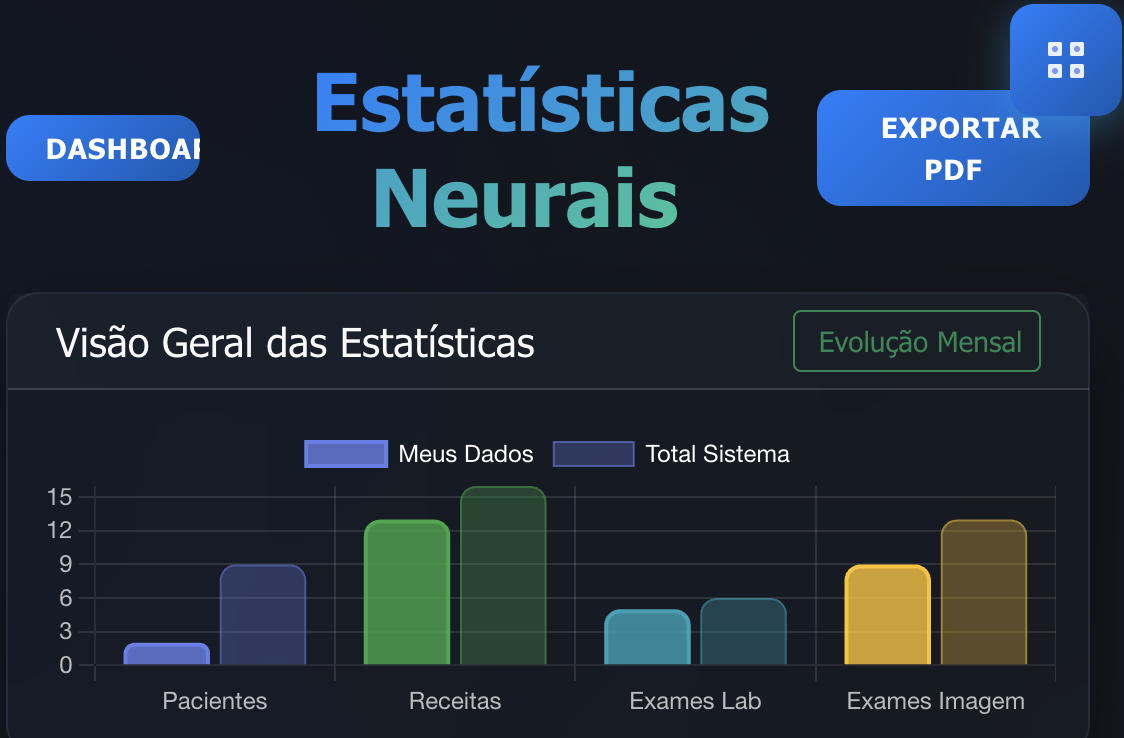 Estatísticas
Neurais
DASHBOAR
EXPORTAR
PDF
Visão Geral das Estatísticas
Evolução Mensal
Meus Dados
Total Sistema
15
12
9
6
3
0
Pacientes
Receitas
Exames Lab
Exames Imagem